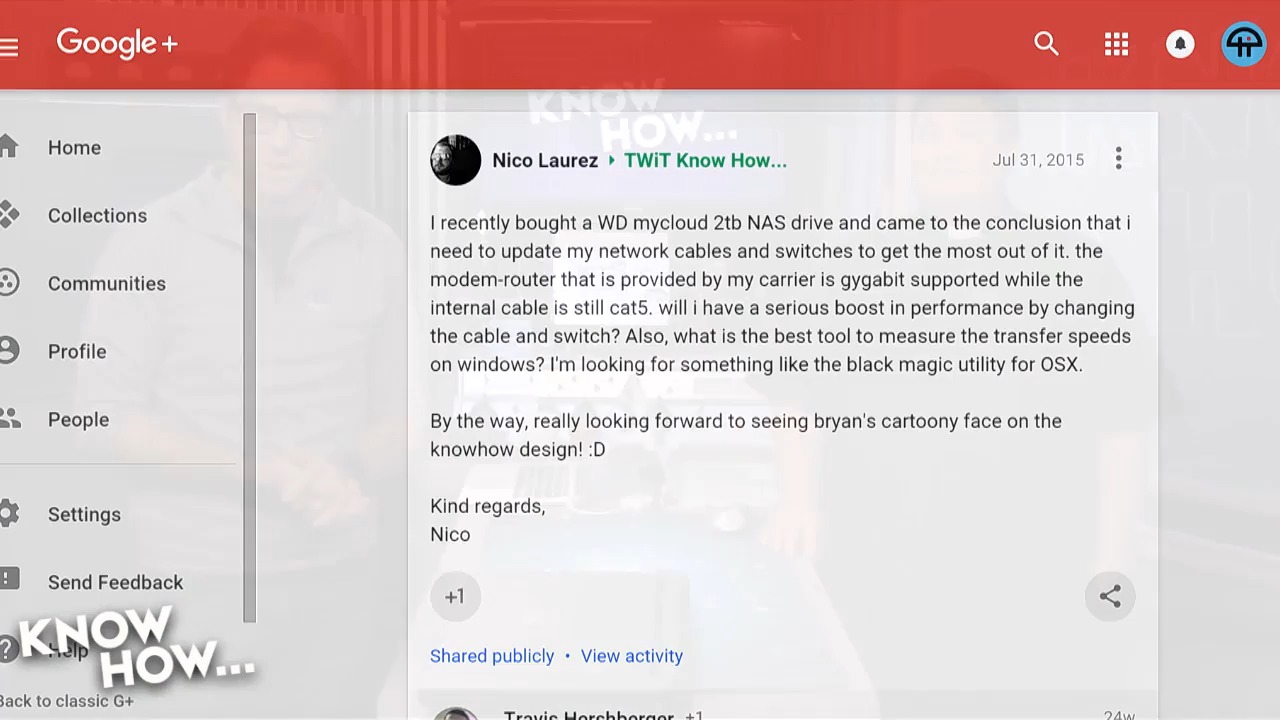 Google+
Home
Collections
Communities
Profile
People
Settings
Send Feedback
Help
Back to classic G+
KNOW
HOW...
KNOW
HOW...
Nico Laurez ▸ TWiT Know How...
Jul 31, 2015
I recently bought a WD mycloud 2tb NAS drive and came to the conclusion that i
need to update my network cables and switches to get the most out of it. the
modem-router that is provided by my carrier is gygabit supported while the
internal cable is still cat5. will i have a serious boost in performance by changing
the cable and switch? Also, what is the best tool to measure the transfer speeds
on windows? I'm looking for something like the black magic utility for OSX.
By the way, really looking forward to seeing bryan's cartoony face on the
knowhow design! :D
Kind regards,
Nico
+1
Shared publicly • View activity
Travis Hershberger +1
24w